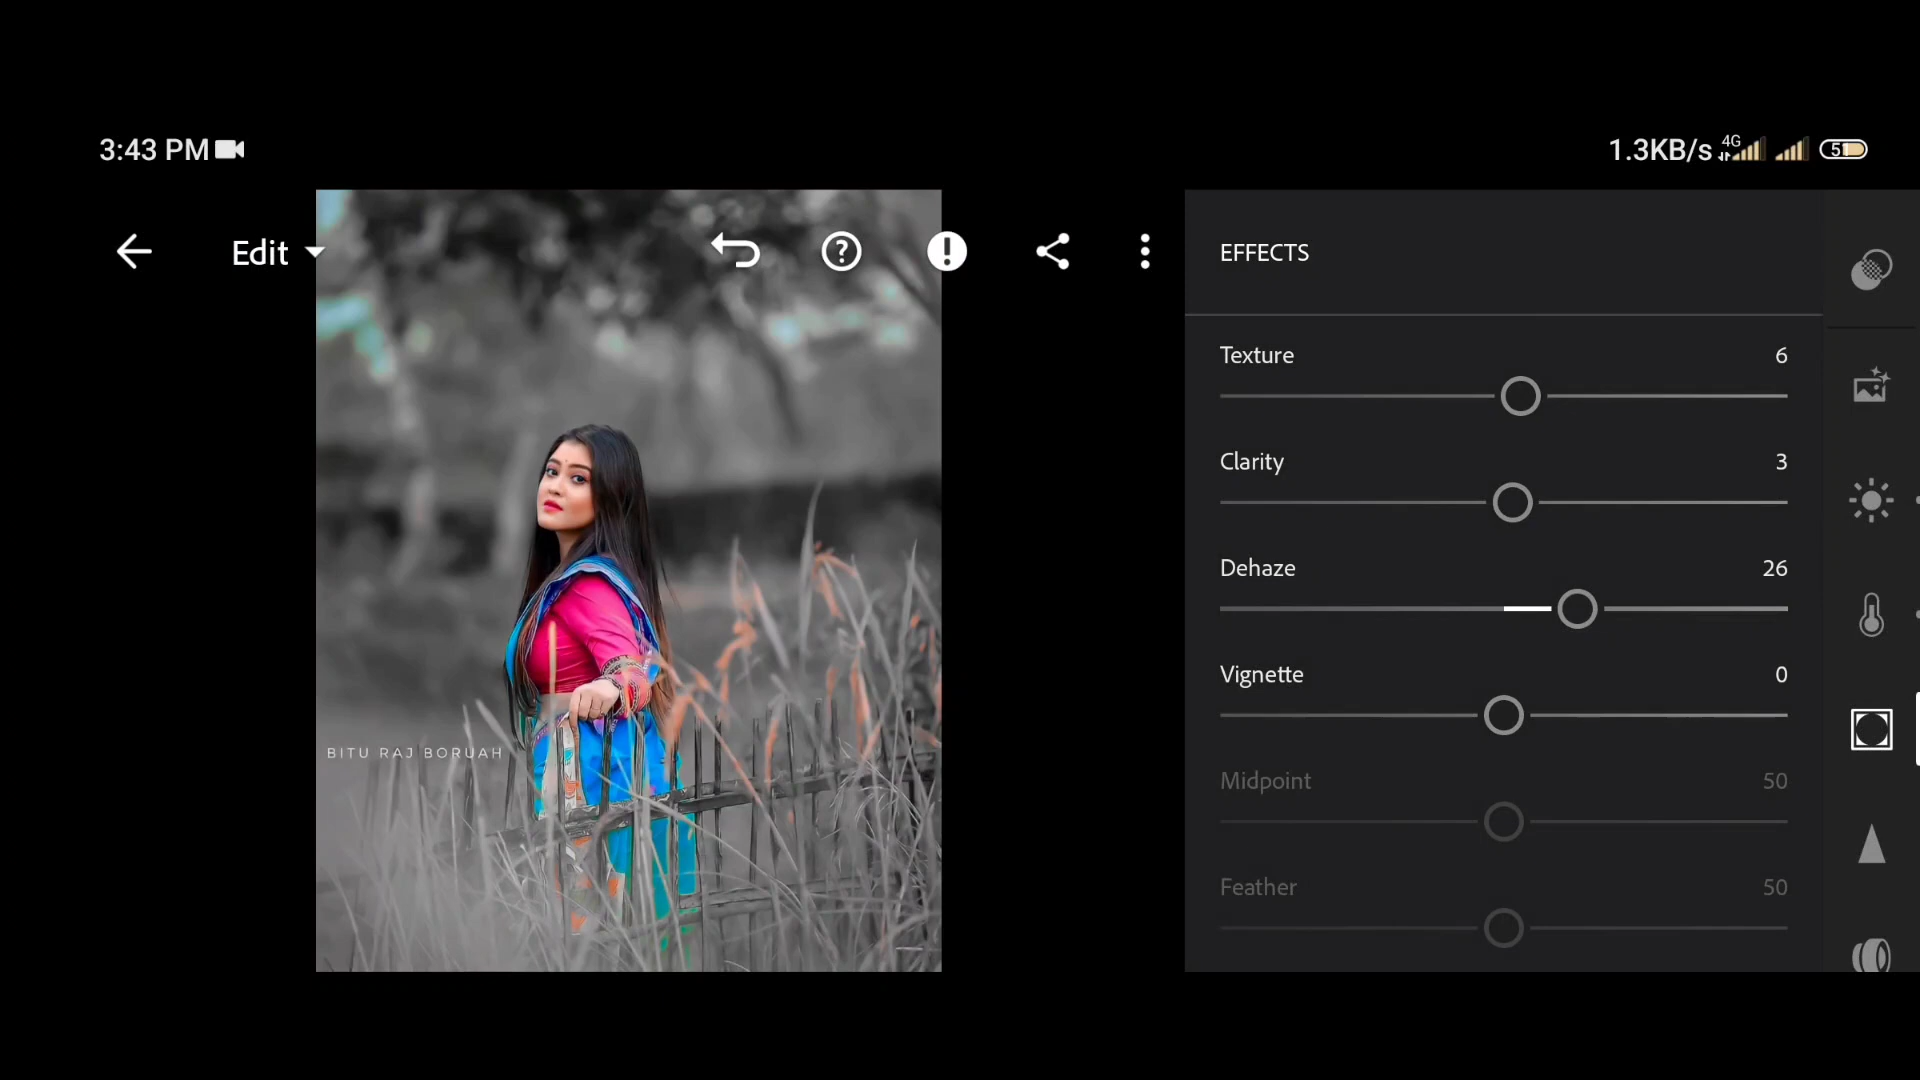 3:43 PM
1.3KB/s 4G 51
Edit
EFFECTS
Texture 6
Clarity 3
Dehaze 26
Vignette 0
Midpoint 50
Feather 50
BITU RAJ BORUAH